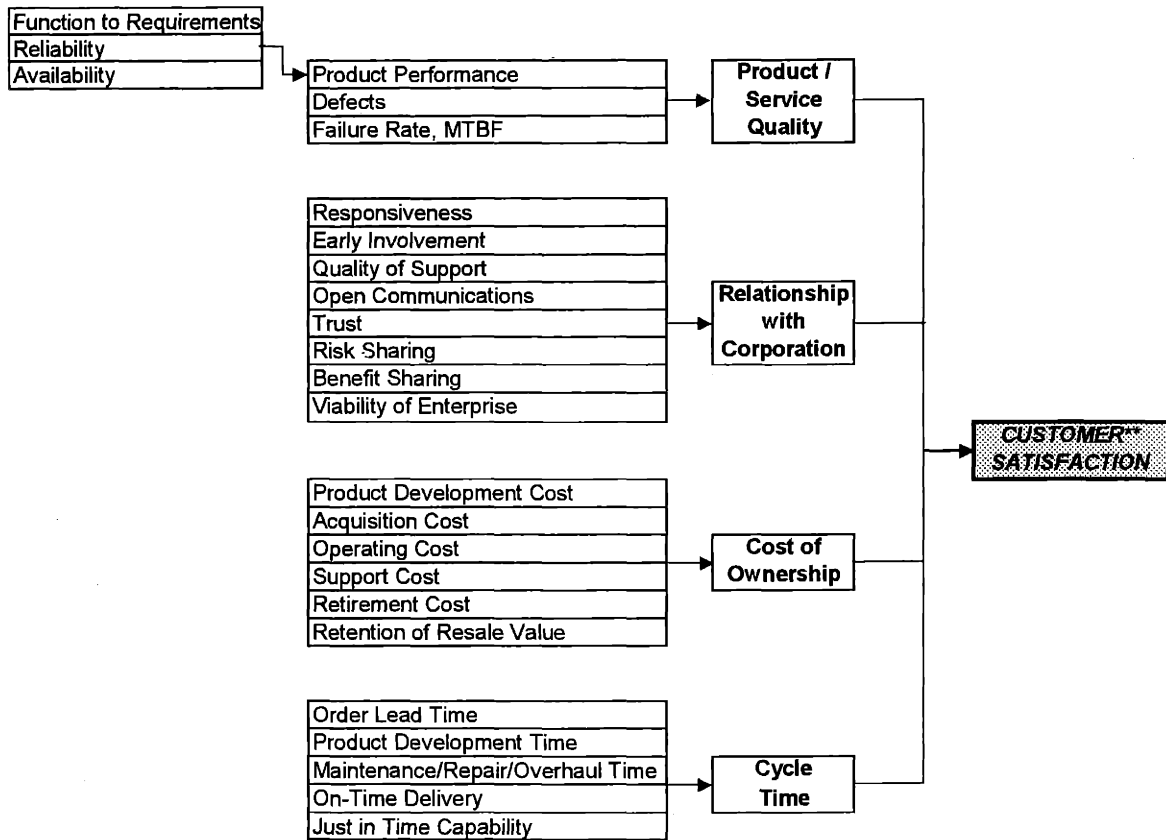 Function to Requirements
Reliability
Availability
Product Performance
Defects
Failure Rate, MTBF
Product /
Service
Quality
Responsiveness
Early Involvement
Quality of Support
Open Communications
Trust
Risk Sharing
Benefit Sharing
Viability of Enterprise
Relationship
with
Corporation
CUSTOMER**
SATISFACTION
Product Development Cost
Acquisition Cost
Operating Cost
Support Cost
Retirement Cost
Retention of Resale Value
Cost of
Ownership
Order Lead Time
Product Development Time
Maintenance/Repair/Overhaul Time
On-Time Delivery
Just in Time Capability
Cycle
Time